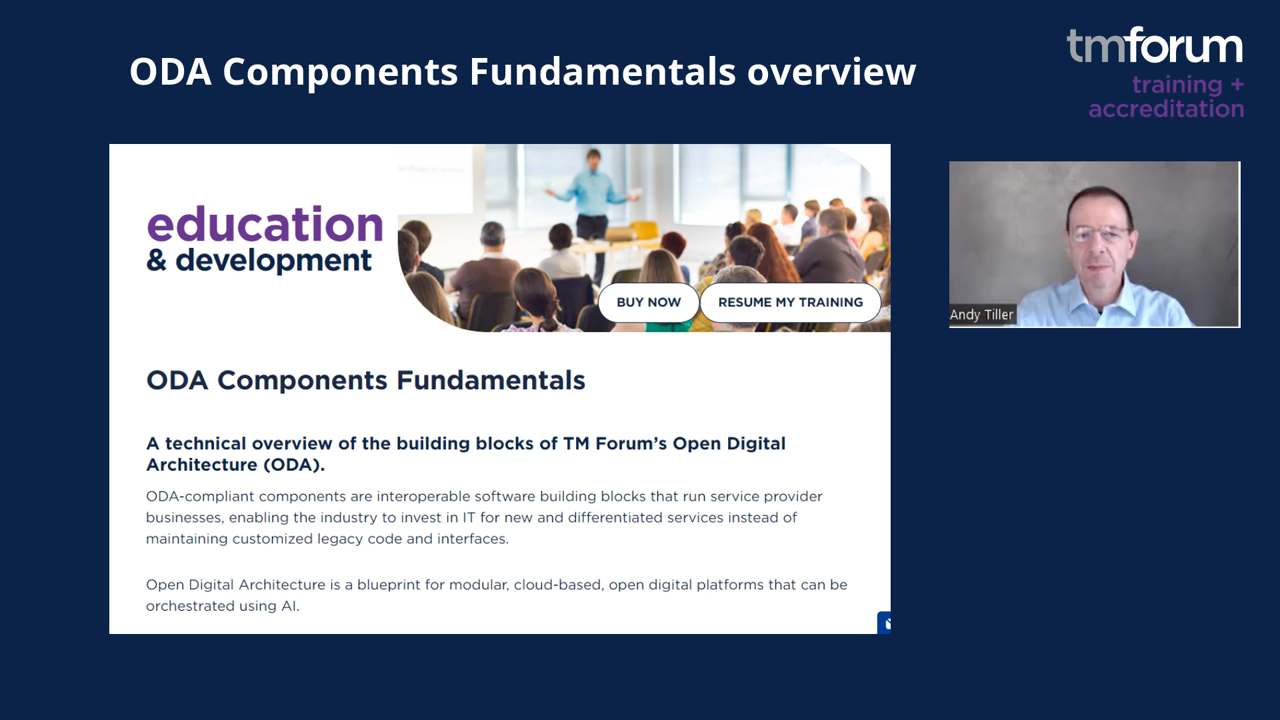 ODA Components Fundamentals overview
tmforum
training +
accreditation
education
& development
BUY NOW
RESUME MY TRAINING
Andy Tiller
ODA Components Fundamentals
A technical overview of the building blocks of TM Forum’s Open Digital
Architecture (ODA).
ODA-compliant components are interoperable software building blocks that run service provider
businesses, enabling the industry to invest in IT for new and differentiated services instead of
maintaining customized legacy code and interfaces.
Open Digital Architecture is a blueprint for modular, cloud-based, open digital platforms that can be
orchestrated using AI.